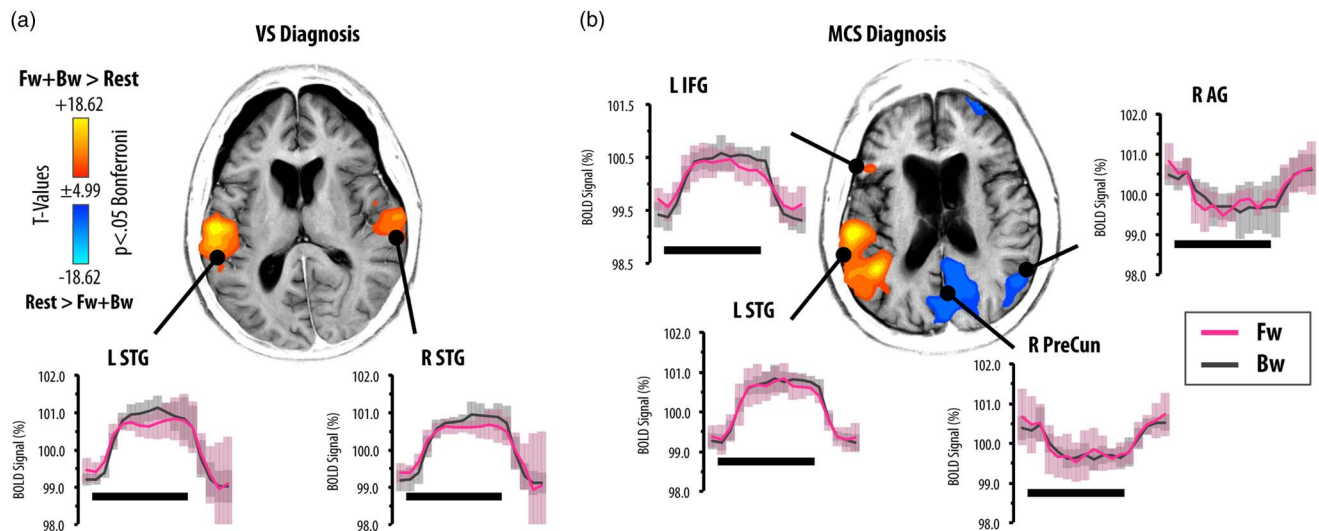 (a)
VS Diagnosis
Fw+Bw > Rest
+18.62
T-Values
±4.99
p<.05 Bonferroni
-18.62
Rest > Fw+Bw
L STG
102.0
101.0
100.0
99.0
98.0
BOLD Signal (%)
R STG
102.0
101.0
100.0
99.0
98.0
BOLD Signal (%)
(b)
MCS Diagnosis
L IFG
101.5
100.5
99.5
98.5
BOLD Signal (%)
R AG
102.0
101.0
100.0
99.0
98.0
BOLD Signal (%)
L STG
102.0
101.0
100.0
99.0
98.0
BOLD Signal (%)
R PreCun
102.0
101.0
100.0
99.0
98.0
BOLD Signal (%)
Fw
Bw